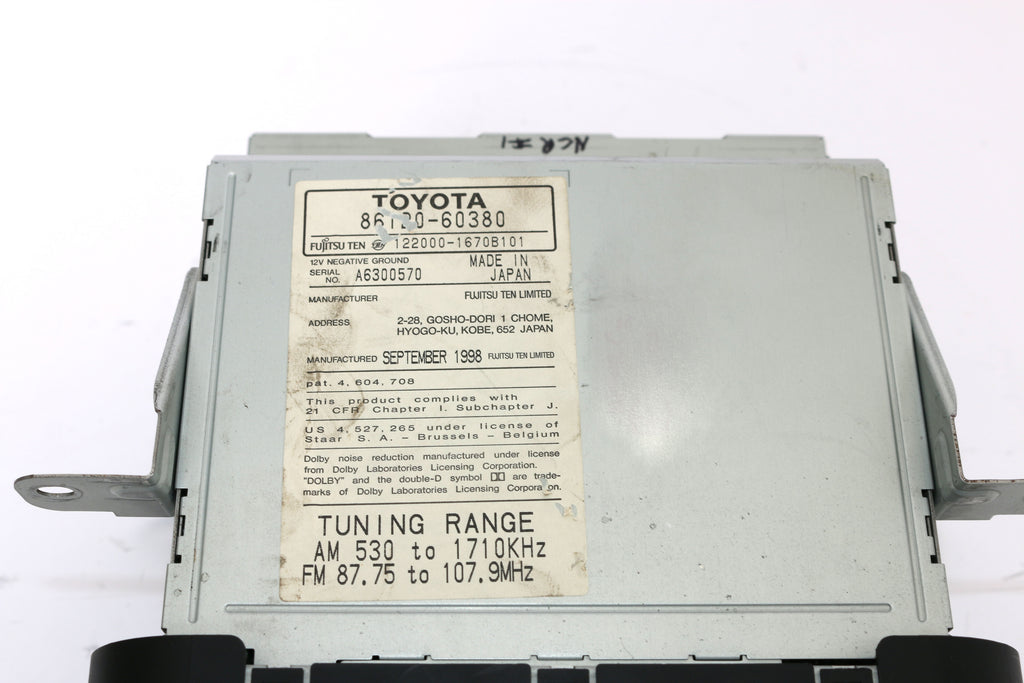 NCR #1
TOYOTA
86120-60380
FUJITSU TEN 122000-1670B101
12V NEGATIVE GROUND MADE IN
SERIAL NO. A6300570 JAPAN
MANUFACTURER FUJITSU TEN LIMITED
ADDRESS 2-28, GOSHO-DORI 1 CHOME,
HYOGO-KU, KOBE, 652 JAPAN
MANUFACTURED SEPTEMBER 1998 FUJITSU TEN LIMITED
pat. 4, 604, 708
This product complies with
21 CFR, Chapter I. Subchapter J.
US 4, 527, 265 under license of
Staar S. A. – Brussels – Belgium
Dolby noise reduction manufactured under license
from Dolby Laboratories Licensing Corporation.
"DOLBY" and the double-D symbol are trade-
marks of Dolby Laboratories Licensing Corporation.
TUNING RANGE
AM 530 to 1710KHz
FM 87.75 to 107.9MHz